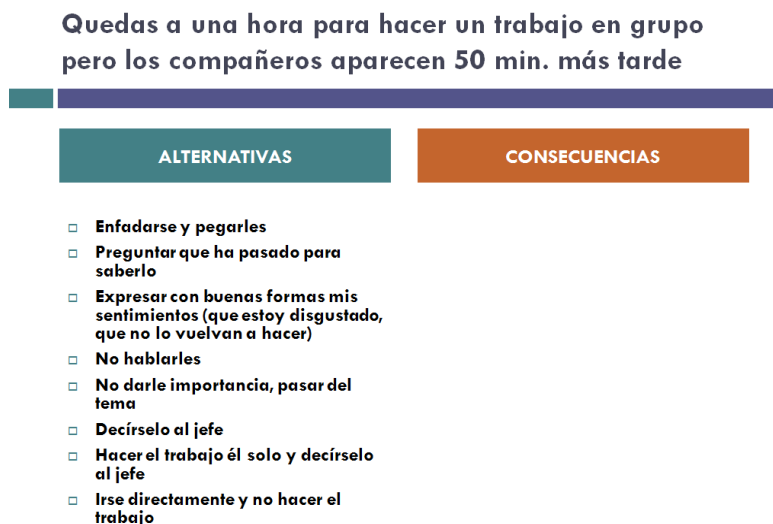 Quedas a una hora para hacer un trabajo en grupo
pero los compañeros aparecen 50 min. más tarde
ALTERNATIVAS
CONSECUENCIAS
Enfadarse y pegarles
Preguntar que ha pasado para
saberlo
Expresar con buenas formas mis
sentimientos (que estoy disgustado,
que no lo vuelvan a hacer)
No hablarles
No darle importancia, pasar del
tema
Decírselo al jefe
Hacer el trabajo él solo y decírselo
al jefe
Irse directamente y no hacer el
trabajo